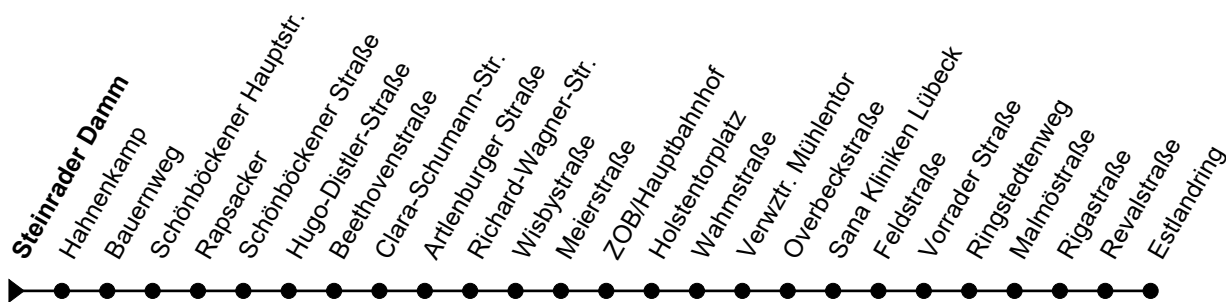 Steinrader Damm
Hahnenkamp
Bauernweg
Schönböckener Hauptstr.
Rapsacker
Schönböckener Straße
Hugo-Distler-Straße
Beethovenstraße
Clara-Schumann-Str.
Artlenburger Straße
Richard-Wagner-Str.
Wisbystraße
Meierstraße
ZOB/Hauptbahnhof
Holstentorplatz
Wahmstraße
Verwztr. Mühlentor
Overbeckstraße
Sana Kliniken Lübeck
Feldstraße
Vorrader Straße
Ringstedtenweg
Malmöstraße
Rigastraße
Revalstraße
Estlandring